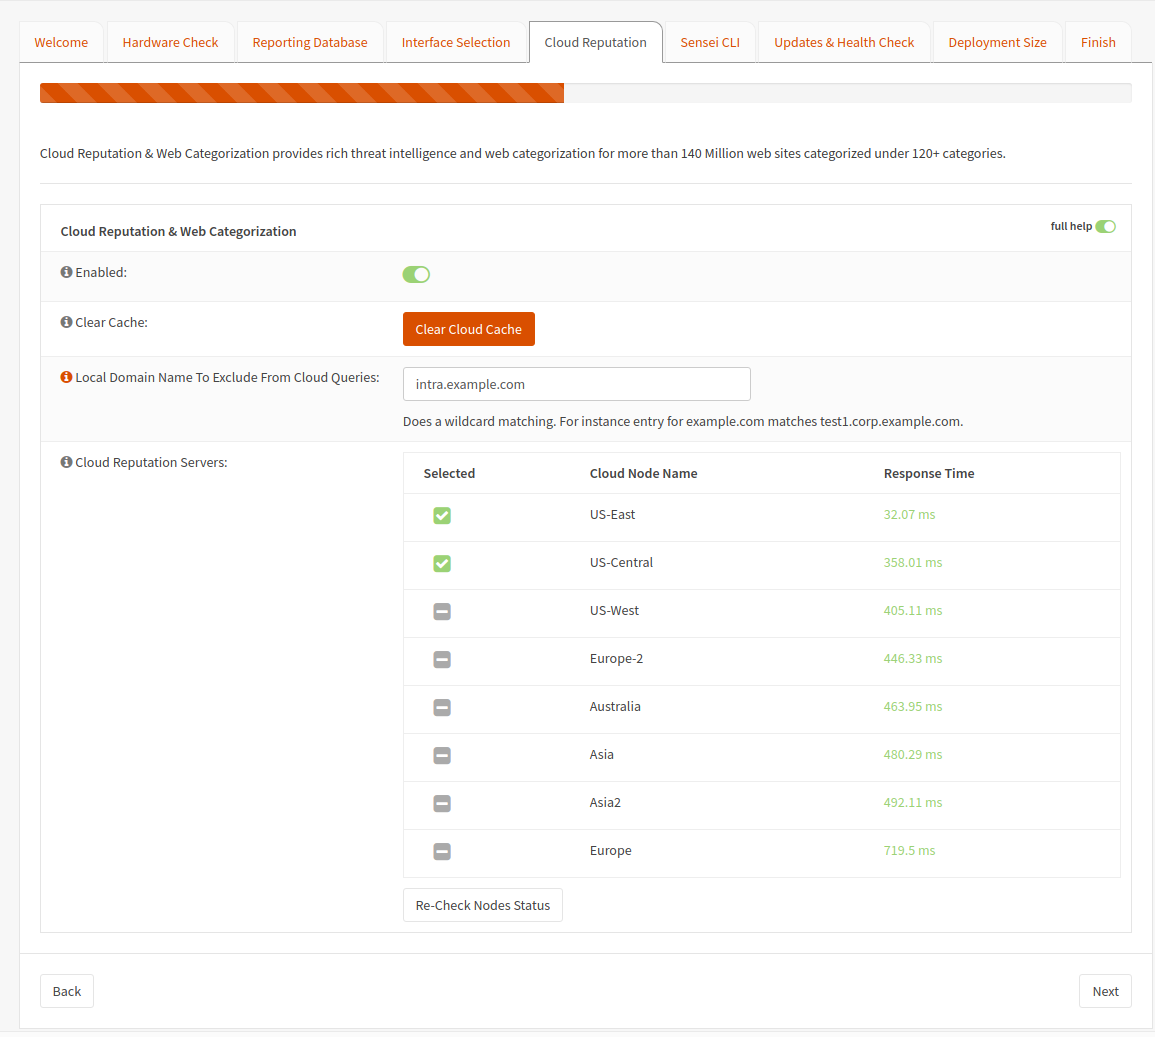 Welcome
Hardware Check
Reporting Database
Interface Selection
Cloud Reputation
Sensei CLI
Updates & Health Check
Deployment Size
Finish
Cloud Reputation & Web Categorization provides rich threat intelligence and web categorization for more than 140 Million web sites categorized under 120+ categories.
Cloud Reputation & Web Categorization
full help
Enabled:
Clear Cache:
Clear Cloud Cache
Local Domain Name To Exclude From Cloud Queries:
intra.example.com
Does a wildcard matching. For instance entry for example.com matches test1.corp.example.com.
Cloud Reputation Servers:
Selected Cloud Node Name Response Time
US-East 32.07 ms
US-Central 358.01 ms
US-West 405.11 ms
Europe-2 446.33 ms
Australia 463.95 ms
Asia 480.29 ms
Asia2 492.11 ms
Europe 719.5 ms
Re-Check Nodes Status
Back
Next